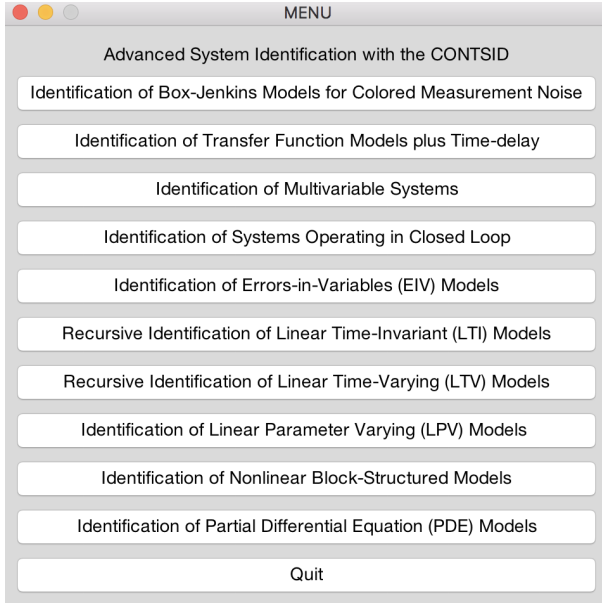 MENU
Advanced System Identification with the CONTSID
Identification of Box-Jenkins Models for Colored Measurement Noise
Identification of Transfer Function Models plus Time-delay
Identification of Multivariable Systems
Identification of Systems Operating in Closed Loop
Identification of Errors-in-Variables (EIV) Models
Recursive Identification of Linear Time-Invariant (LTI) Models
Recursive Identification of Linear Time-Varying (LTV) Models
Identification of Linear Parameter Varying (LPV) Models
Identification of Nonlinear Block-Structured Models
Identification of Partial Differential Equation (PDE) Models
Quit